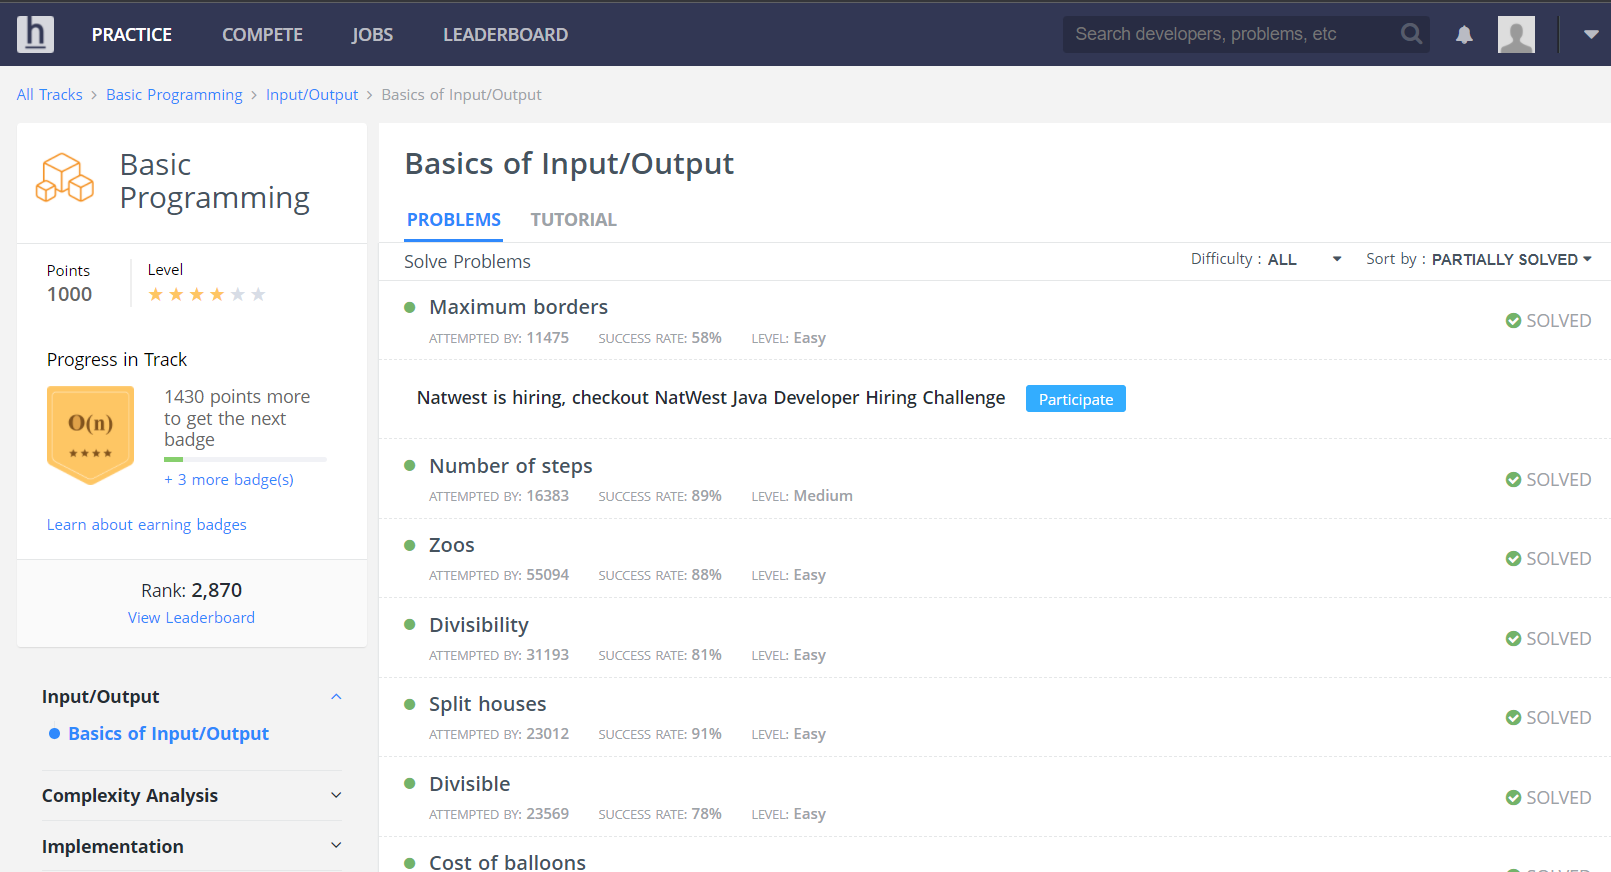 h PRACTICE COMPETE JOBS LEADERBOARD Search developers, problems, etc
All Tracks > Basic Programming > Input/Output > Basics of Input/Output
Basic
Programming
Points
1000
Level
Progress in Track
O(n)
1430 points more
to get the next
badge
+ 3 more badge(s)
Learn about earning badges
Rank: 2,870
View Leaderboard
Input/Output
Basics of Input/Output
Complexity Analysis
Implementation
Basics of Input/Output
PROBLEMS TUTORIAL
Solve Problems Difficulty : ALL Sort by : PARTIALLY SOLVED
Maximum borders
ATTEMPTED BY: 11475 SUCCESS RATE: 58% LEVEL: Easy
SOLVED
Natwest is hiring, checkout NatWest Java Developer Hiring Challenge Participate
Number of steps
ATTEMPTED BY: 16383 SUCCESS RATE: 89% LEVEL: Medium
SOLVED
Zoos
ATTEMPTED BY: 55094 SUCCESS RATE: 88% LEVEL: Easy
SOLVED
Divisibility
ATTEMPTED BY: 31193 SUCCESS RATE: 81% LEVEL: Easy
SOLVED
Split houses
ATTEMPTED BY: 23012 SUCCESS RATE: 91% LEVEL: Easy
SOLVED
Divisible
ATTEMPTED BY: 23569 SUCCESS RATE: 78% LEVEL: Easy
SOLVED
Cost of balloons